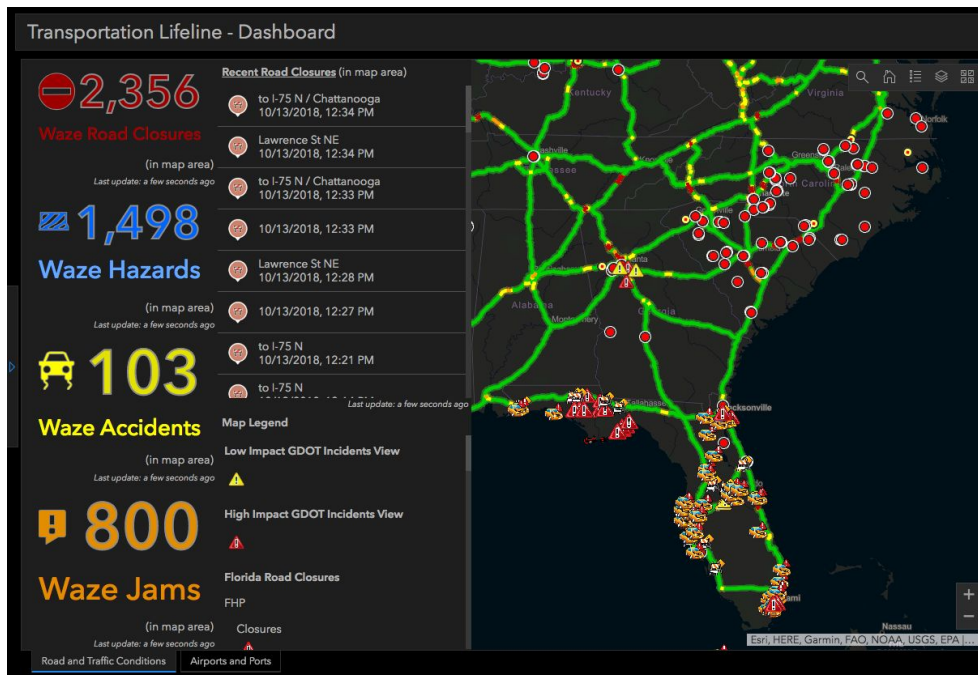 Transportation Lifeline - Dashboard
2,356
Waze Road Closures
(in map area)
Last update: a few seconds ago
1,498
Waze Hazards
(in map area)
Last update: a few seconds ago
103
Waze Accidents
(in map area)
Last update: a few seconds ago
800
Waze Jams
(in map area)
Last update: a few seconds ago
Recent Road Closures (in map area)
to I-75 N / Chattanooga
10/13/2018, 12:34 PM
Lawrence St NE
10/13/2018, 12:34 PM
to I-75 N / Chattanooga
10/13/2018, 12:33 PM
10/13/2018, 12:33 PM
Lawrence St NE
10/13/2018, 12:28 PM
10/13/2018, 12:27 PM
to I-75 N
10/13/2018, 12:21 PM
to I-75 N
Last update: a few seconds ago
Map Legend
Low Impact GDOT Incidents View
High Impact GDOT Incidents View
Florida Road Closures
FHP
Closures
Kentucky
Virginia
Norfolk
Alabama
Georgia
Nassau
Esri, HERE, Garmin, FAO, NOAA, USGS, EPA |...
+
−
Road and Traffic Conditions
Airports and Ports